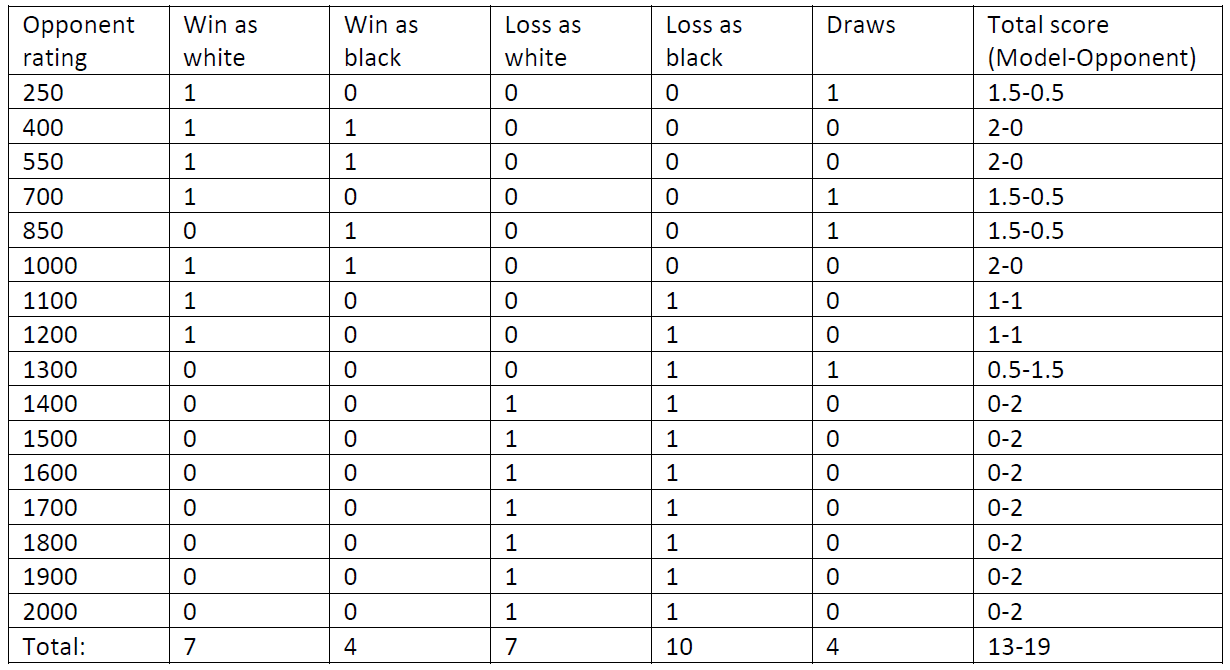 Opponent rating Win as white Win as black Loss as white Loss as black Draws Total score (Model-Opponent)
250 1 0 0 0 1 1.5-0.5
400 1 1 0 0 0 2-0
550 1 1 0 0 0 2-0
700 1 0 0 0 1 1.5-0.5
850 0 1 0 0 1 1.5-0.5
1000 1 1 0 0 0 2-0
1100 1 0 0 1 0 1-1
1200 1 0 0 1 0 1-1
1300 0 0 0 1 1 0.5-1.5
1400 0 0 1 1 0 0-2
1500 0 0 1 1 0 0-2
1600 0 0 1 1 0 0-2
1700 0 0 1 1 0 0-2
1800 0 0 1 1 0 0-2
1900 0 0 1 1 0 0-2
2000 0 0 1 1 0 0-2
Total: 7 4 7 10 4 13-19